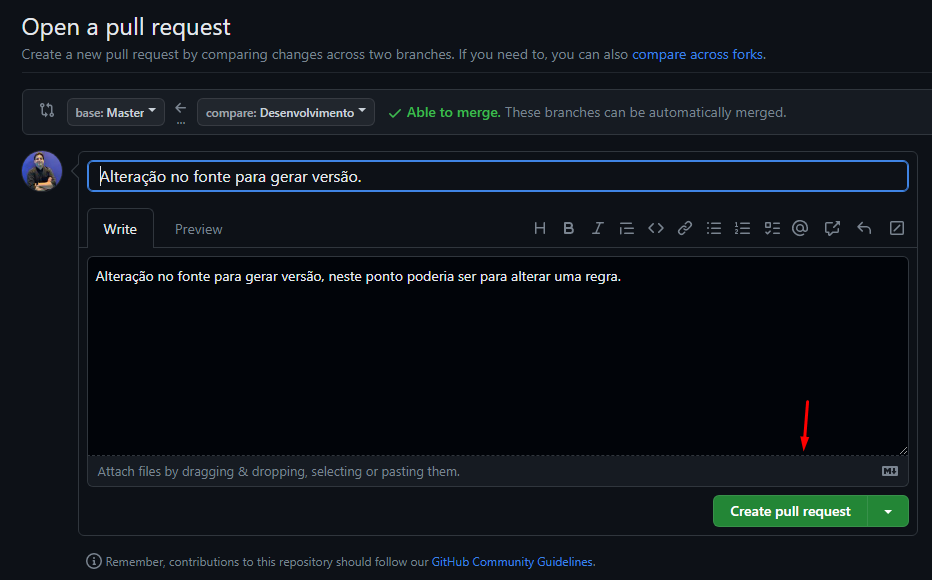 Open a pull request
Create a new pull request by comparing changes across two branches. If you need to, you can also compare across forks.
base: Master
compare: Desenvolvimento
Able to merge. These branches can be automatically merged.
Alteração no fonte para gerar versão.
Write Preview
Alteração no fonte para gerar versão, neste ponto poderia ser para alterar uma regra.
Attach files by dragging & dropping, selecting or pasting them.
Create pull request
Remember, contributions to this repository should follow our GitHub Community Guidelines.